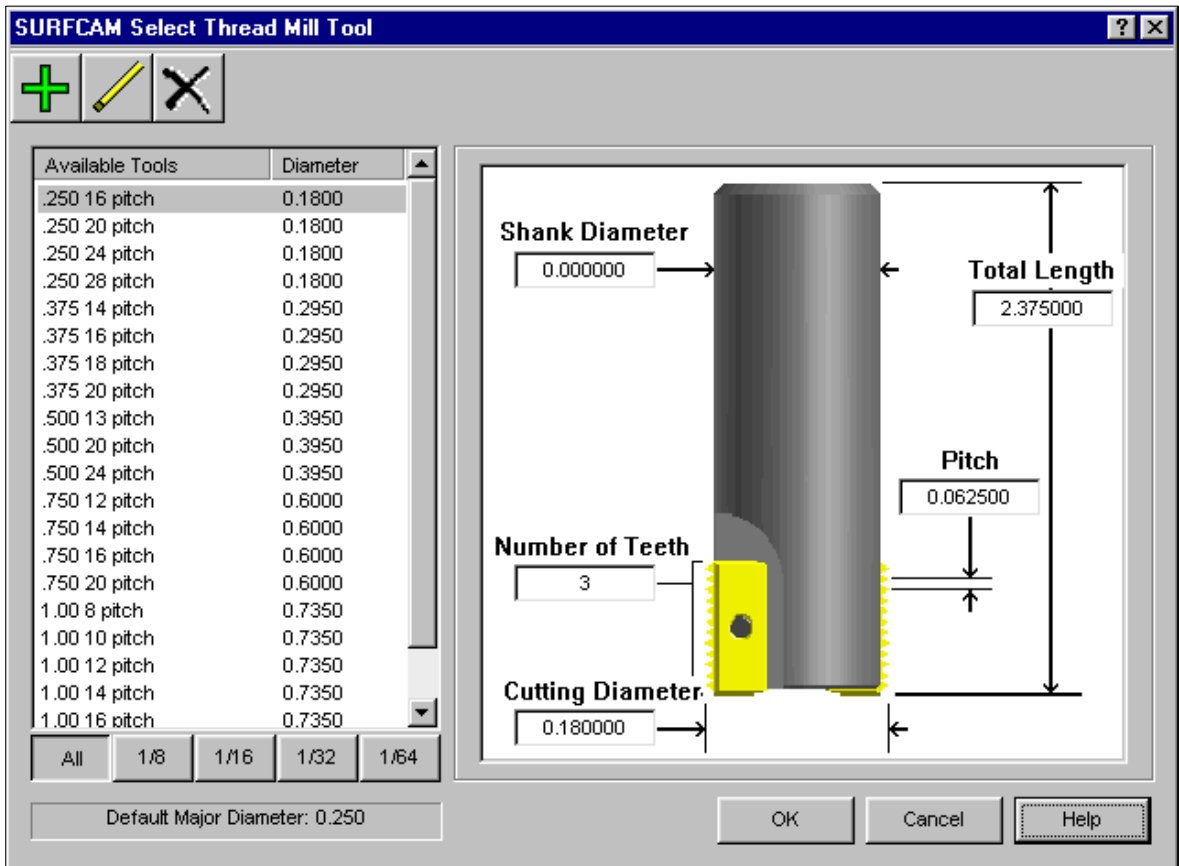 SURFCAM Select Thread Mill Tool
Available Tools Diameter
.250 16 pitch 0.1800
.250 20 pitch 0.1800
.250 24 pitch 0.1800
.250 28 pitch 0.1800
.375 14 pitch 0.2950
.375 16 pitch 0.2950
.375 18 pitch 0.2950
.375 20 pitch 0.2950
.500 13 pitch 0.3950
.500 20 pitch 0.3950
.500 24 pitch 0.3950
.750 12 pitch 0.6000
.750 14 pitch 0.6000
.750 16 pitch 0.6000
.750 20 pitch 0.6000
1.00 8 pitch 0.7350
1.00 10 pitch 0.7350
1.00 12 pitch 0.7350
1.00 14 pitch 0.7350
1.00 16 pitch 0.7350
All 1/8 1/16 1/32 1/64
Default Major Diameter: 0.250
Shank Diameter
0.000000
Total Length
2.375000
Pitch
0.062500
Number of Teeth
3
Cutting Diameter
0.180000
OK Cancel Help